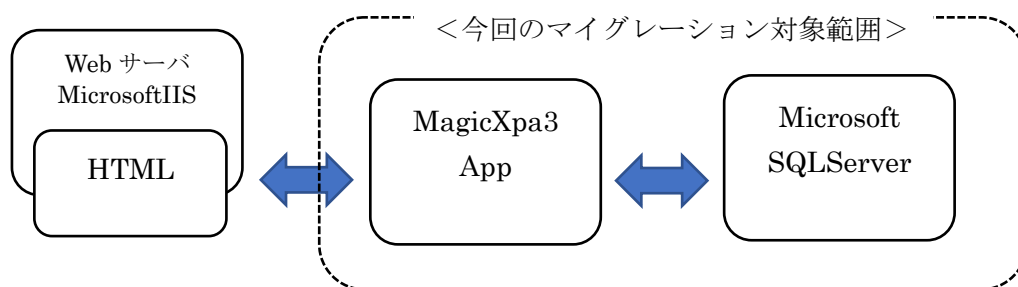 ＜今回のマイグレーション対象範囲＞
Web サーバ
MicrosoftIIS
HTML
MagicXpa3
App
Microsoft
SQLServer